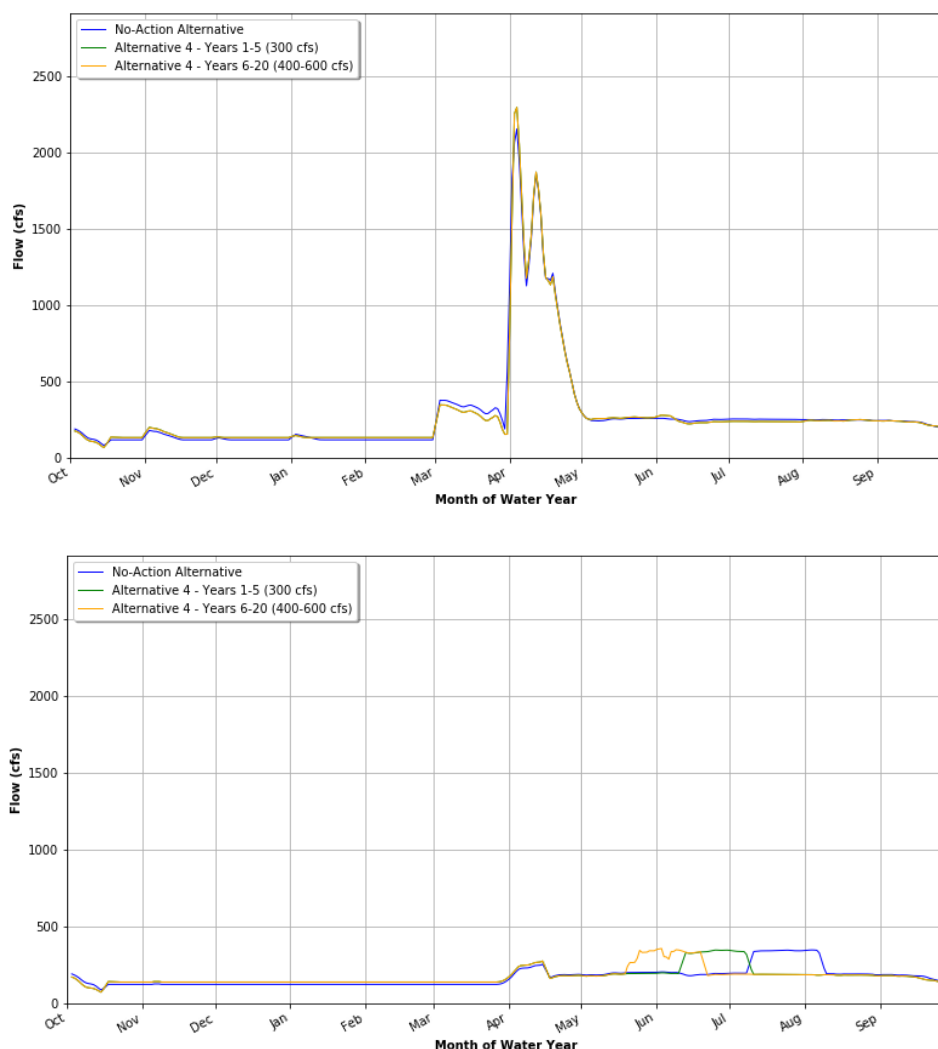 No-Action Alternative
Alternative 4 - Years 1-5 (300 cfs)
Alternative 4 - Years 6-20 (400-600 cfs)
2500
2000
1500
1000
500
0
Flow (cfs)
Oct Nov Dec Jan Feb Mar Apr May Jun Jul Aug Sep
Month of Water Year
No-Action Alternative
Alternative 4 - Years 1-5 (300 cfs)
Alternative 4 - Years 6-20 (400-600 cfs)
2500
2000
1500
1000
500
0
Flow (cfs)
Oct Nov Dec Jan Feb Mar Apr May Jun Jul Aug Sep
Month of Water Year